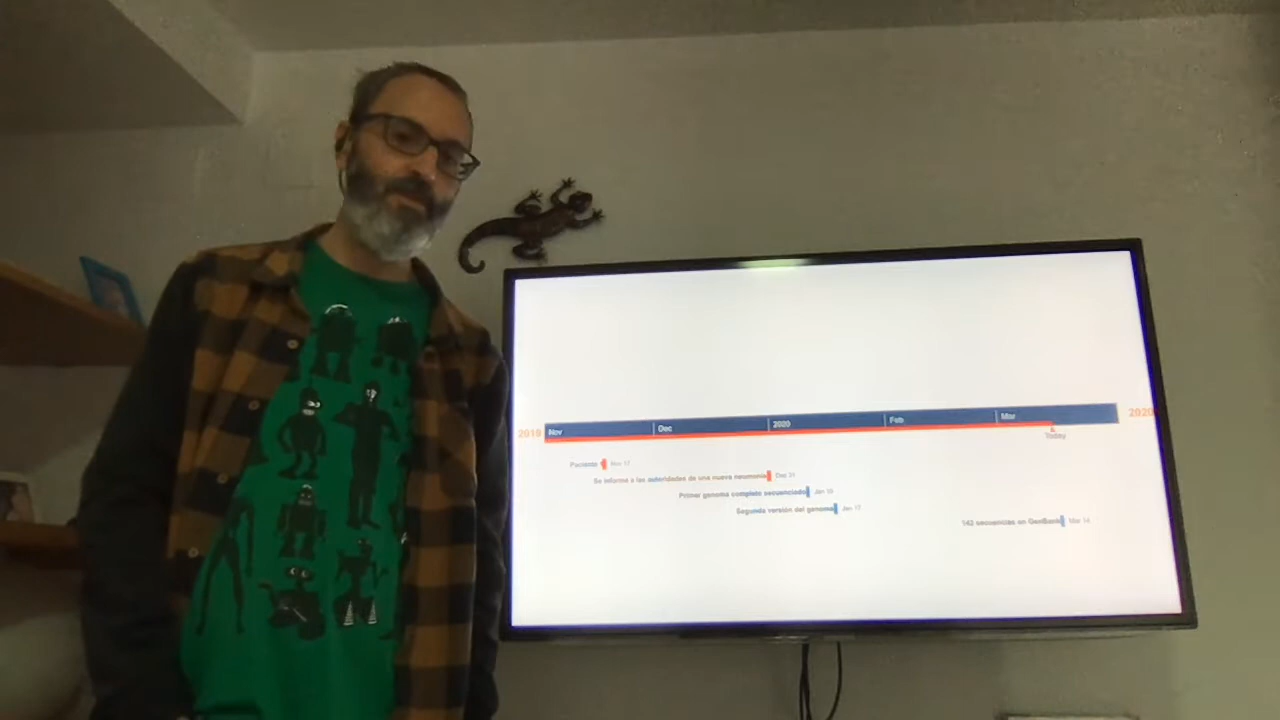 2019 Nov Dec 2020 Feb Mar 2020
Today
Paciente Nov 17
Se informa a las autoridades de una nueva neumonía Dec 31
Primer genoma completo secuenciado Jan 10
Segunda versión del genoma Jan 17
142 secuencias en GenBank Mar 14